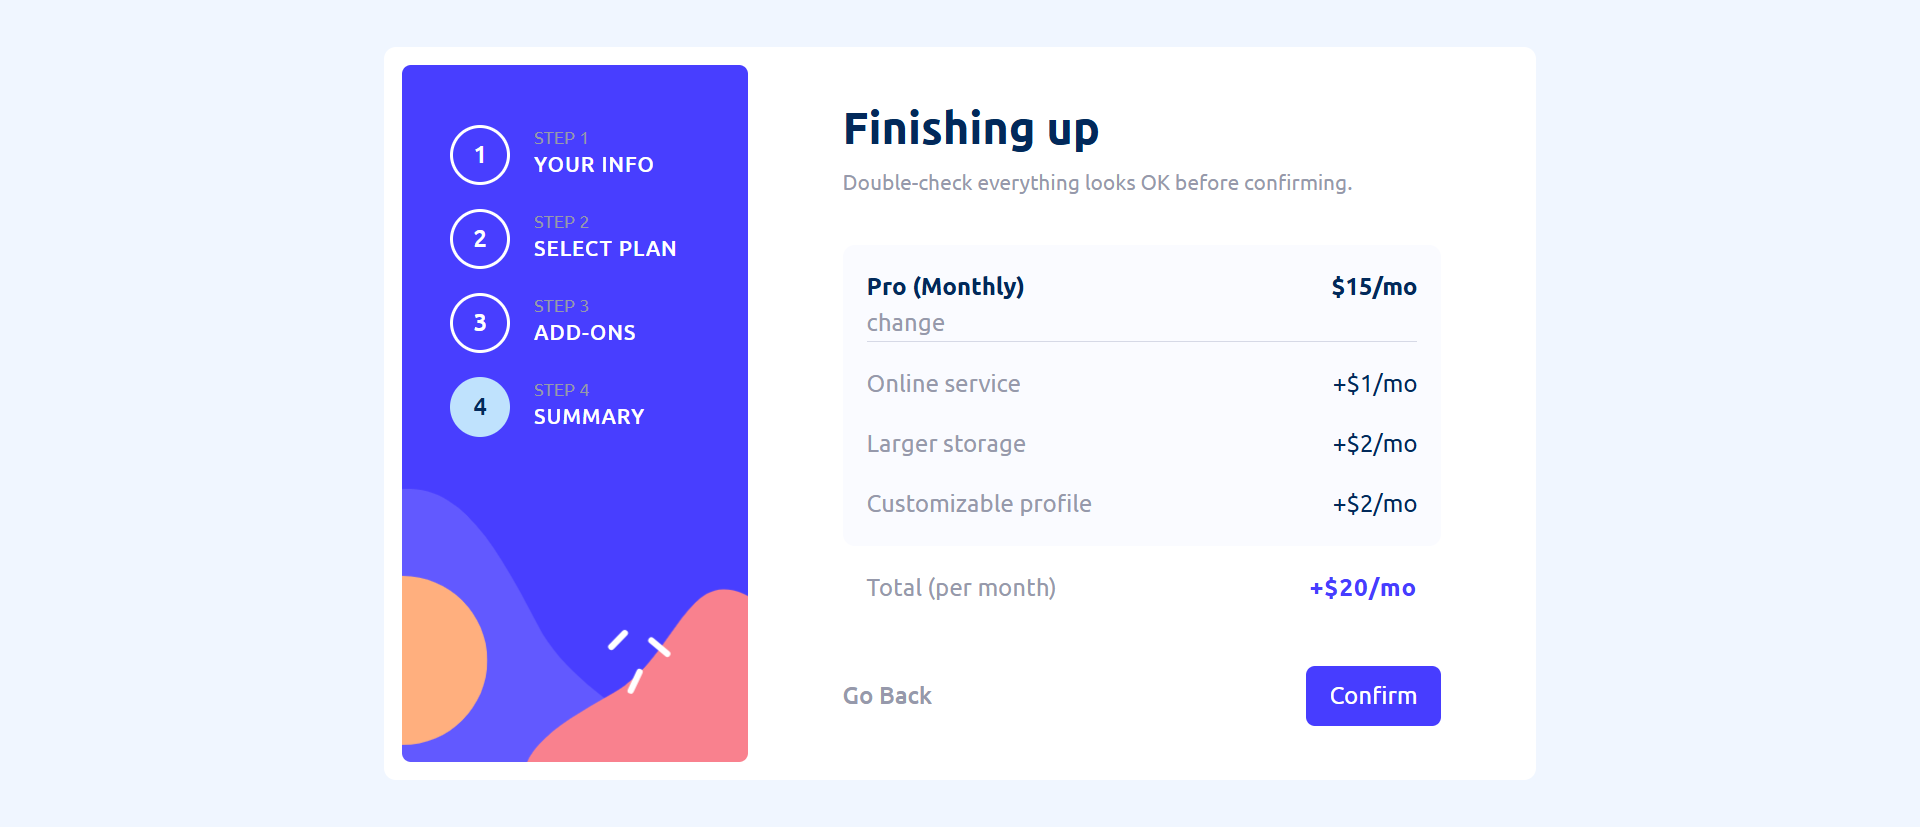 1
STEP 1
YOUR INFO
2
STEP 2
SELECT PLAN
3
STEP 3
ADD-ONS
4
STEP 4
SUMMARY
Finishing up
Double-check everything looks OK before confirming.
Pro (Monthly) $15/mo
change
Online service +$1/mo
Larger storage +$2/mo
Customizable profile +$2/mo
Total (per month) +$20/mo
Go Back Confirm